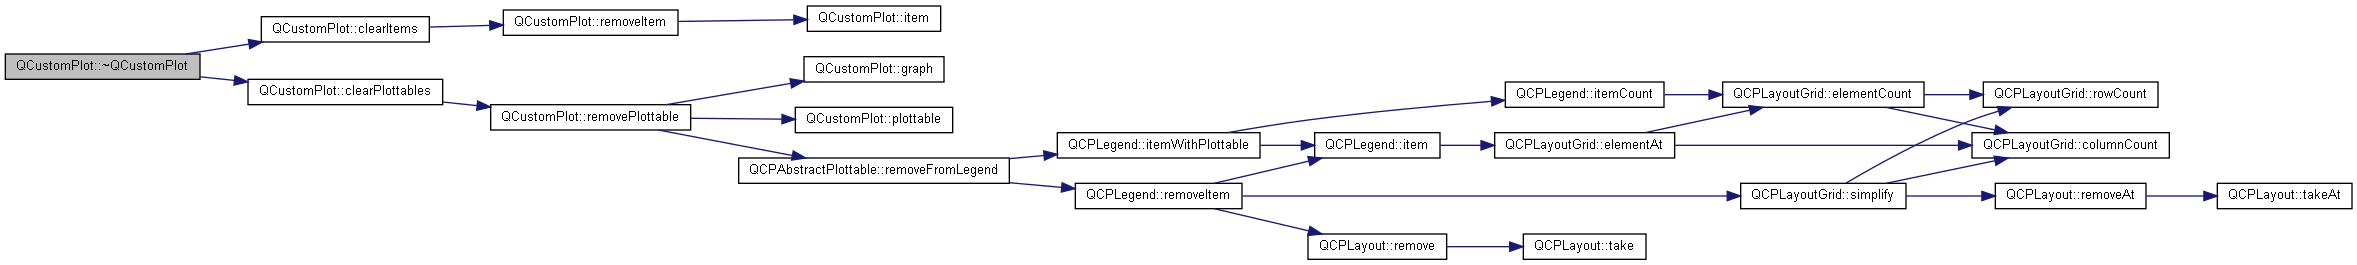 QCustomPlot::~QCustomPlot
QCustomPlot::clearItems
QCustomPlot::removeItem
QCustomPlot::item
QCustomPlot::clearPlottables
QCustomPlot::removePlottable
QCustomPlot::graph
QCustomPlot::plottable
QCPAbstractPlottable::removeFromLegend
QCPLegend::itemWithPlottable
QCPLegend::removeItem
QCPLegend::item
QCPLayout::remove
QCPLayout::take
QCPLegend::itemCount
QCPLayoutGrid::elementAt
QCPLayoutGrid::elementCount
QCPLayoutGrid::simplify
QCPLayoutGrid::rowCount
QCPLayoutGrid::columnCount
QCPLayout::removeAt
QCPLayout::takeAt